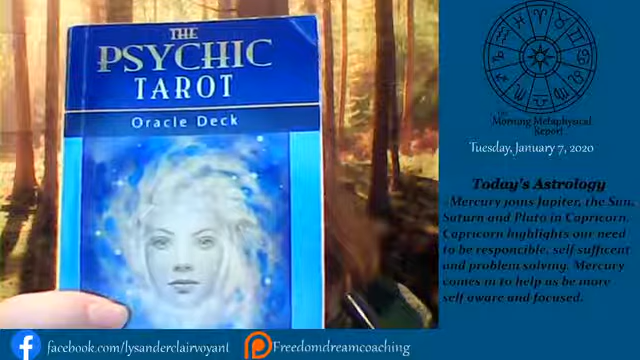 THE
PSYCHIC
TAROT
Oracle Deck
The
Morning Metaphysical
Report
Tuesday, January 7, 2020
Today's Astrology
Mercury joins Jupiter, the Sun,
Saturn and Pluto in Capricorn.
Capricorn highlights our need
to be responsible, self sufficent
and problem solving. Mercury
comes in to help us be more
self aware and focused.
facebook.com/lysanderclairvoyant
Freedomdreamcoaching